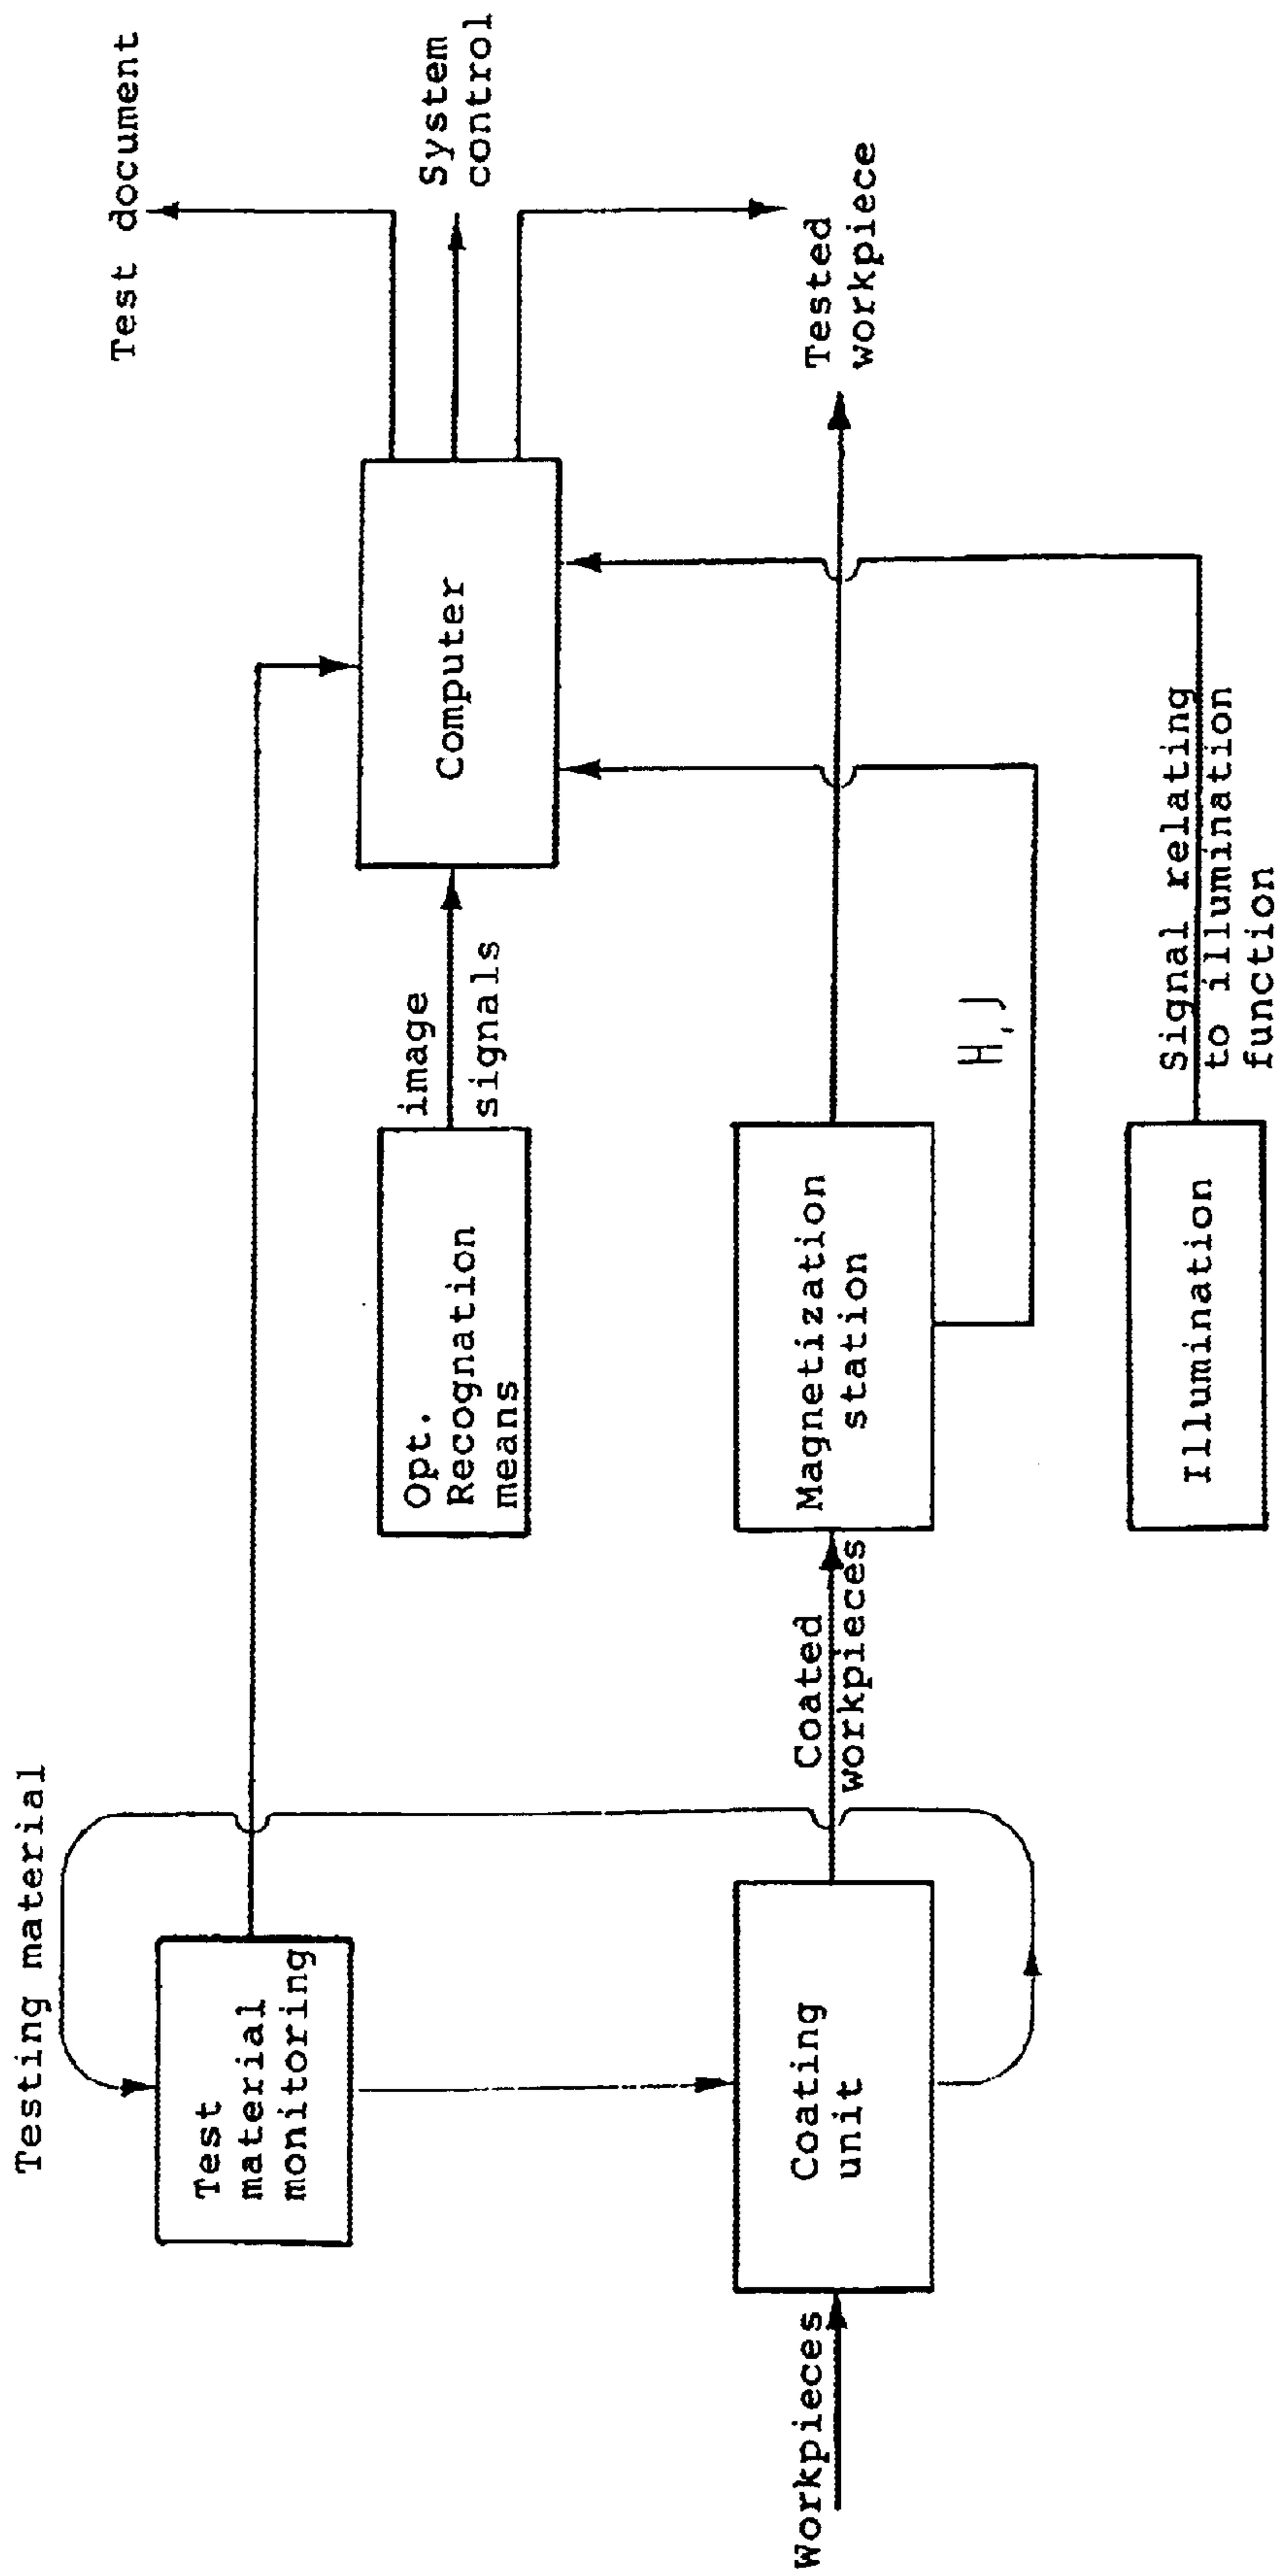 Testing material
Test document
Test
material
monitoring
Opt.
Recognation
means
image
signals
Computer
System
control
Workpieces
Coating
unit
Coated
workpieces
Magnetization
station
Tested
workpiece
H, J
Illumination
Signal relating
to illumination
function